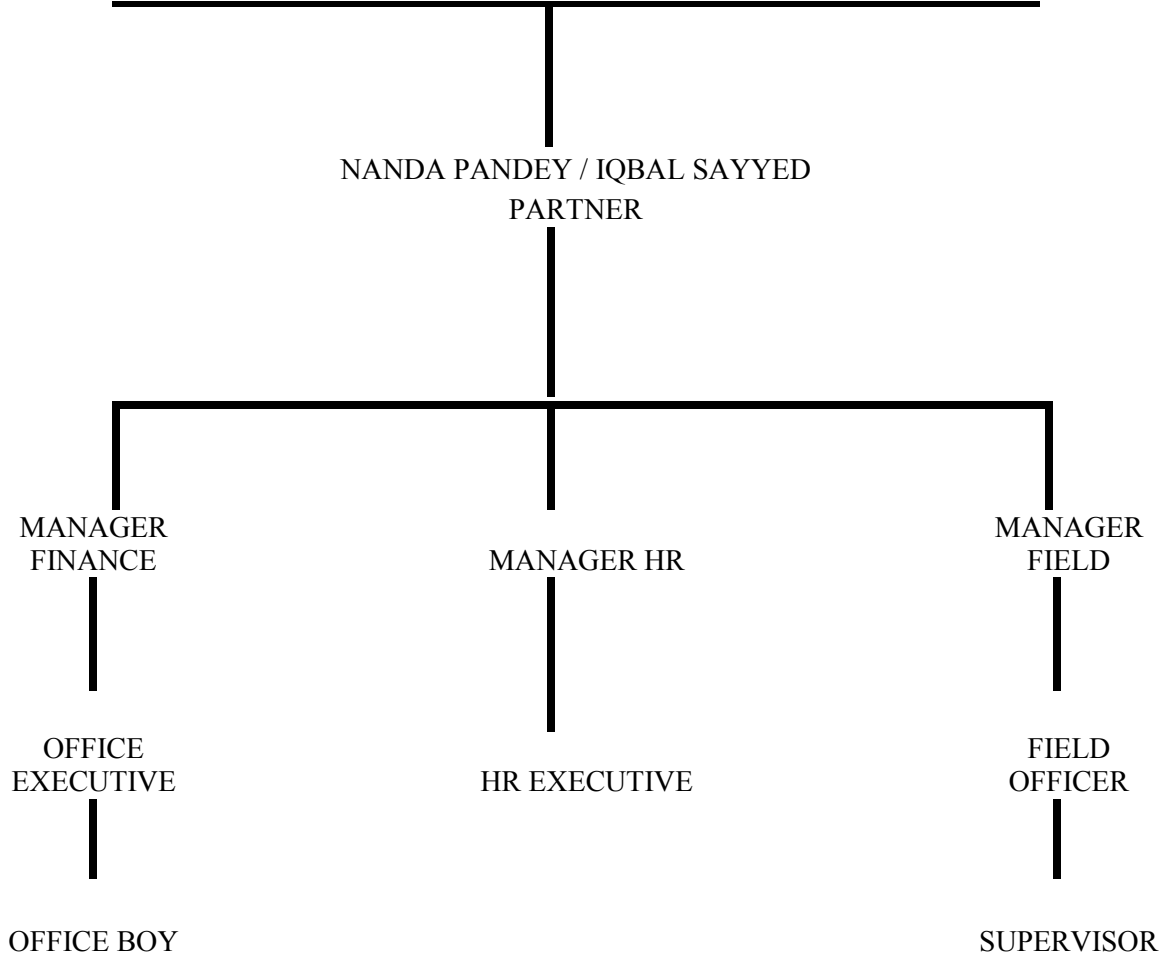 NANDA PANDEY / IQBAL SAYYED
PARTNER
MANAGER
FINANCE
MANAGER HR
MANAGER
FIELD
OFFICE
EXECUTIVE
HR EXECUTIVE
FIELD
OFFICER
OFFICE BOY
SUPERVISOR